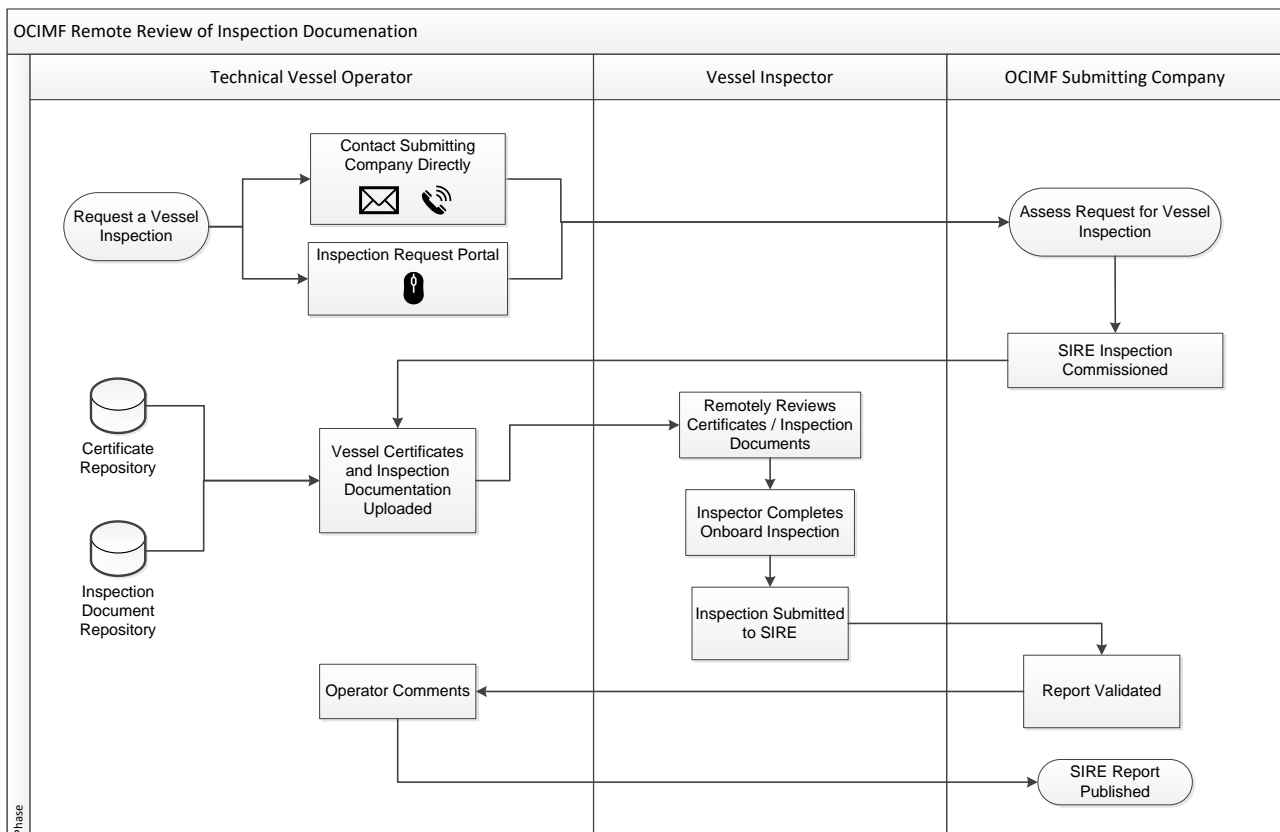 OCIMF Remote Review of Inspection Documenation
Technical Vessel Operator
Vessel Inspector
OCIMF Submitting Company
Contact Submitting
Company Directly
Request a Vessel
Inspection
Inspection Request Portal
Assess Request for Vessel
Inspection
SIRE Inspection
Commissioned
Certificate
Repository
Vessel Certificates
and Inspection
Documentation
Uploaded
Remotely Reviews
Certificates / Inspection
Documents
Inspector Completes
Onboard Inspection
Inspection
Document
Repository
Inspection Submitted
to SIRE
Operator Comments
Report Validated
SIRE Report
Published
Phase